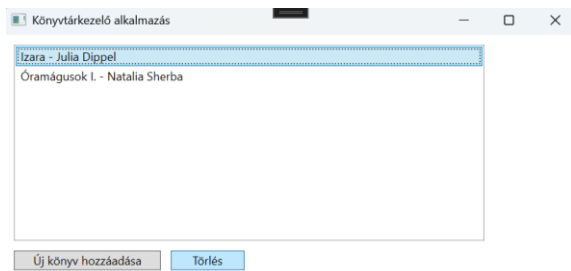 Könyvtárkezelő alkalmazás
Izara - Julia Dippel
Óramágusok I. - Natalia Sherba
Új könyv hozzáadása
Törlés